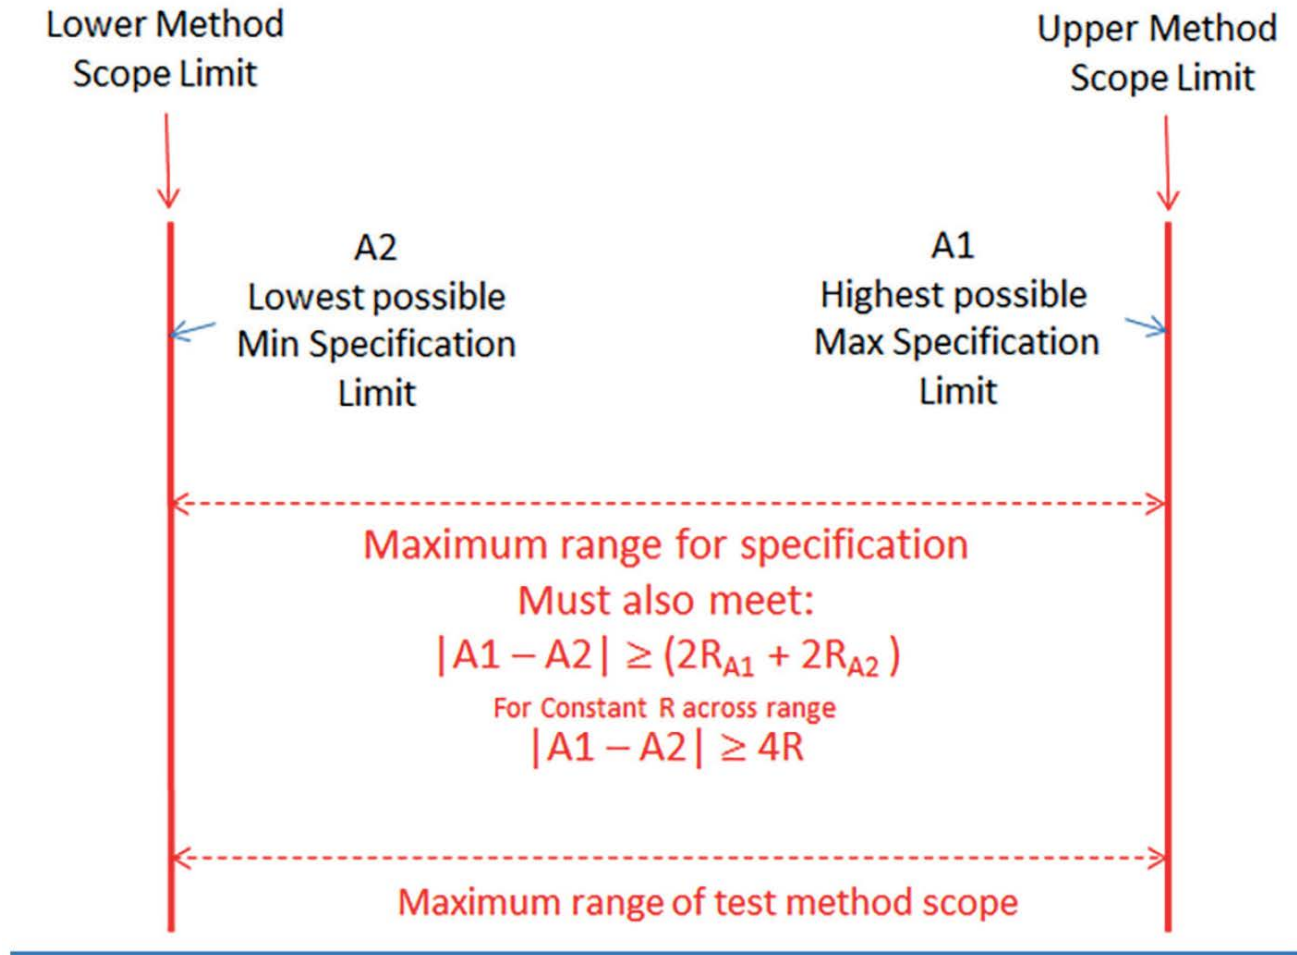 Lower Method
Scope Limit
Upper Method
Scope Limit
A2
Lowest possible
Min Specification
Limit
A1
Highest possible
Max Specification
Limit
Maximum range for specification
Must also meet:
|A1 – A2| ≥ (2R_A1 + 2R_A2 )
For Constant R across range
|A1 – A2| ≥ 4R
Maximum range of test method scope